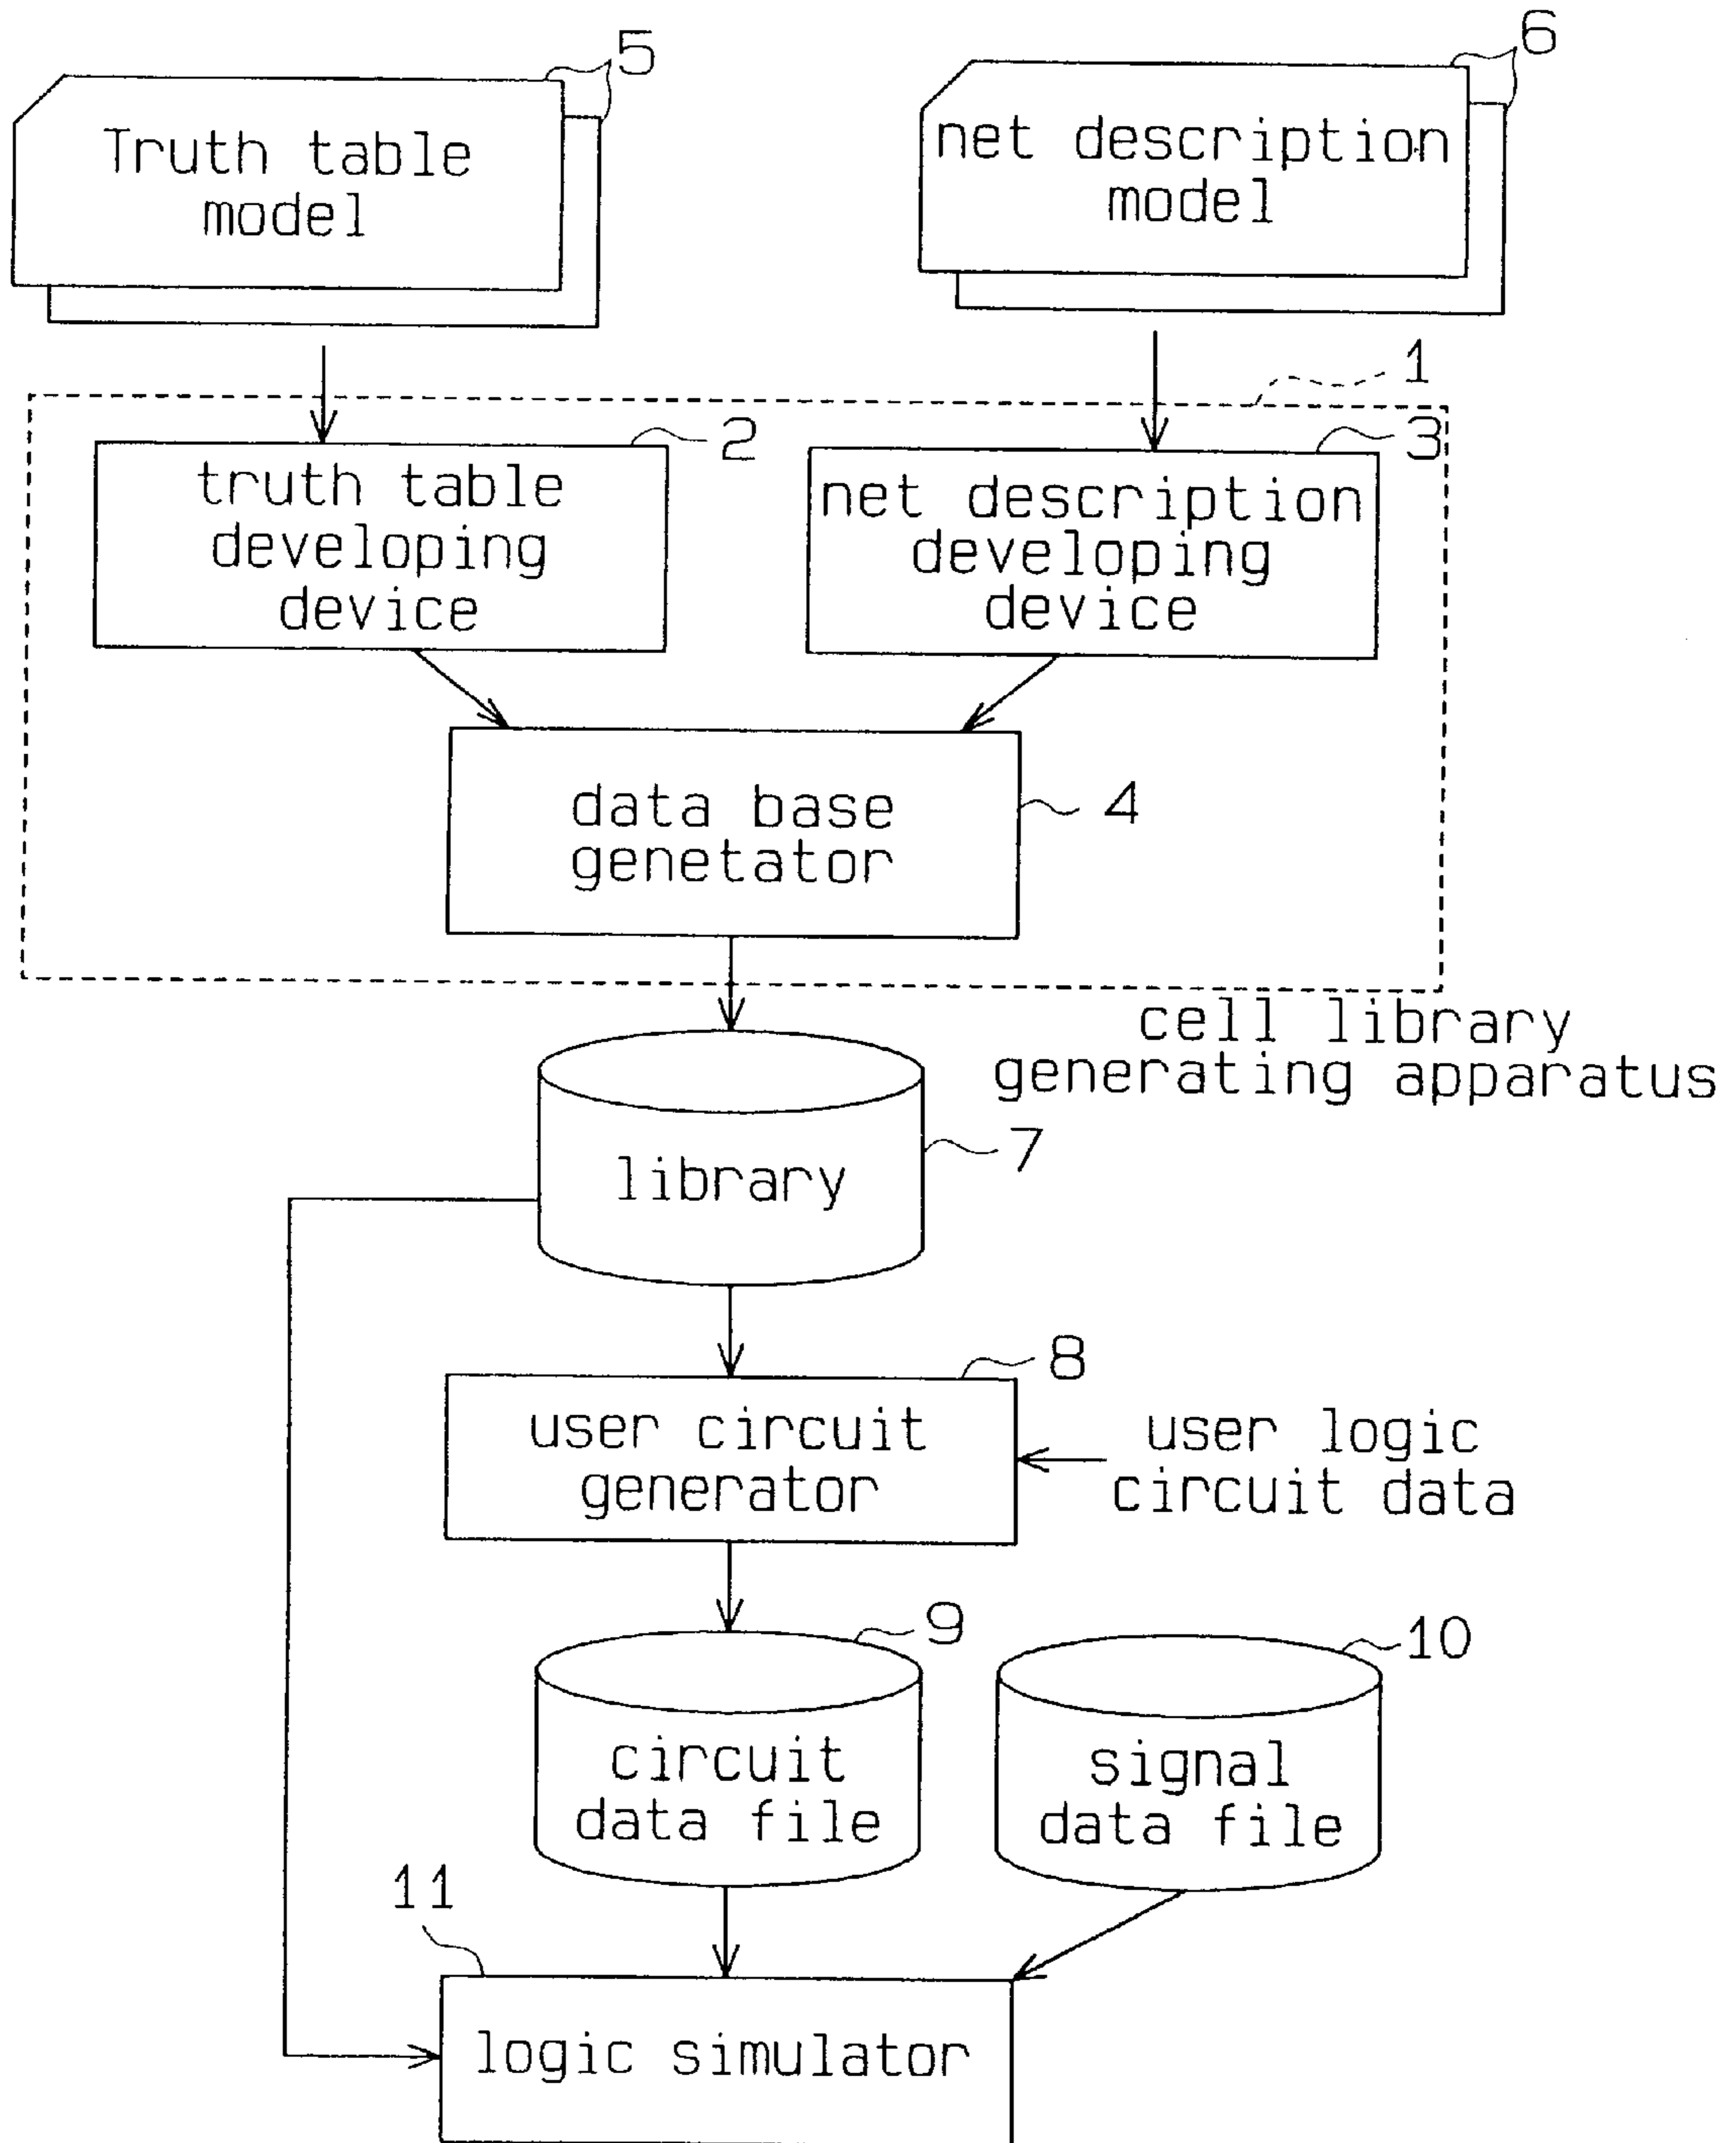 5
6
Truth table
model
net description
model
1
2
3
truth table
developing
device
net description
developing
device
data base
genetator
4
cell library
generating apparatus
library
7
8
user circuit
generator
user logic
circuit data
9
10
circuit
data file
signal
data file
11
logic simulator